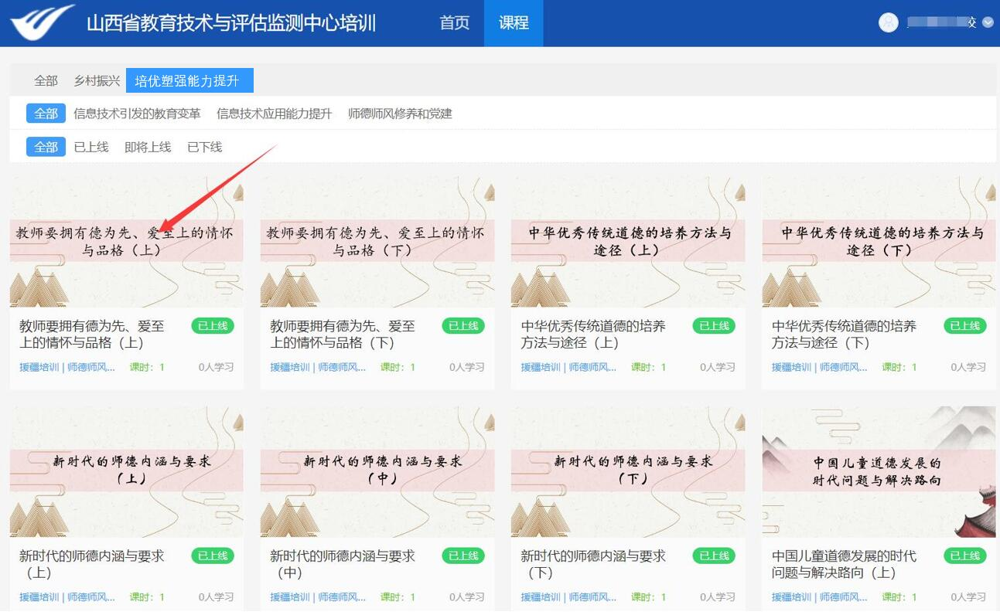 山西省教育技术与评估监测中心培训 首页 课程 校
全部 乡村振兴 培优塑强能力提升
全部 信息技术引发的教育变革 信息技术应用能力提升 师德师风修养和党建
全部 已上线 即将上线 已下线
教师要拥有德为先、爱至上的情怀
与品格（上）
教师要拥有德为先、爱至上的情怀
与品格（下）
中华优秀传统道德的培养方法与
途径（上）
中华优秀传统道德的培养方法与
途径（下）
教师要拥有德为先、爱至 已上线
上的情怀与品格（上）
援疆培训 | 师德师风... 课时：1 0人学习
教师要拥有德为先、爱至 已上线
上的情怀与品格（下）
援疆培训 | 师德师风... 课时：1 0人学习
中华优秀传统道德的培养 已上线
方法与途径（上）
援疆培训 | 师德师风... 课时：1 0人学习
中华优秀传统道德的培养 已上线
方法与途径（下）
援疆培训 | 师德师风... 课时：1 0人学习
新时代的师德内涵与要求
（上）
新时代的师德内涵与要求
（中）
新时代的师德内涵与要求
（下）
中国儿童道德发展的
时代问题与解决路向
新时代的师德内涵与要求 已上线
（上）
援疆培训 | 师德师风... 课时：1 0人学习
新时代的师德内涵与要求 已上线
（中）
援疆培训 | 师德师风... 课时：1 0人学习
新时代的师德内涵与要求 已上线
（下）
援疆培训 | 师德师风... 课时：1 0人学习
中国儿童道德发展的时代 已上线
问题与解决路向（上）
援疆培训 | 师德师风... 课时：1 0人学习